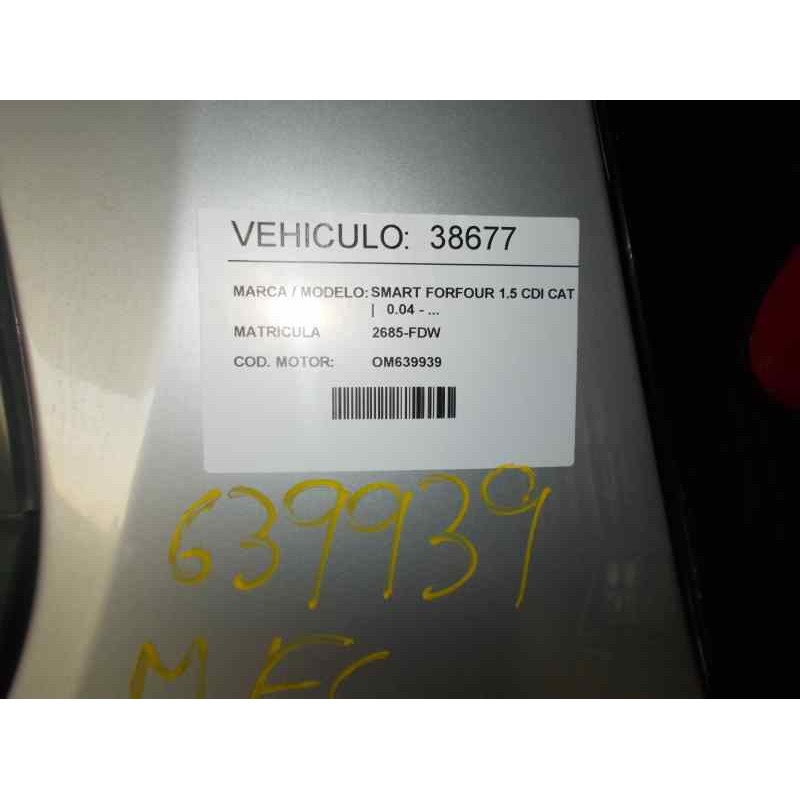 VEHICULO: 38677
MARCA / MODELO: SMART FORFOUR 1.5 CDI CAT
| 0.04 - ...
MATRICULA 2685-FDW
COD. MOTOR: OM639939
639939